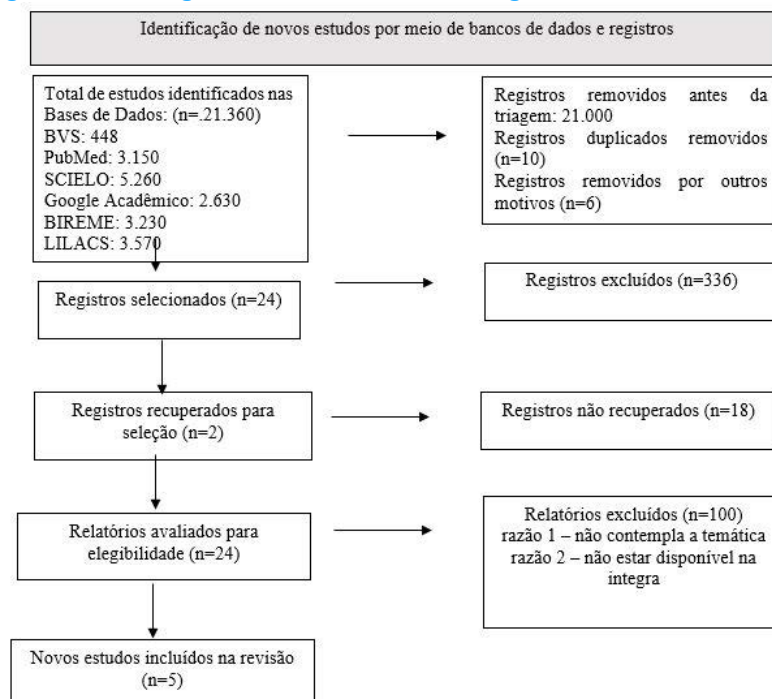 Identificação de novos estudos por meio de bancos de dados e registros
Total de estudos identificados nas
Bases de Dados: (n=.21.360)
BVS: 448
PubMed: 3.150
SCIELO: 5.260
Google Acadêmico: 2.630
BIREME: 3.230
LILACS: 3.570
Registros removidos antes da
triagem: 21.000
Registros duplicados removidos
(n=10)
Registros removidos por outros
motivos (n=6)
Registros selecionados (n=24)
Registros excluídos (n=336)
Registros recuperados para
seleção (n=2)
Registros não recuperados (n=18)
Relatórios avaliados para
elegibilidade (n=24)
Relatórios excluídos (n=100)
razão 1 – não contempla a temática
razão 2 – não estar disponível na
integra
Novos estudos incluídos na revisão
(n=5)